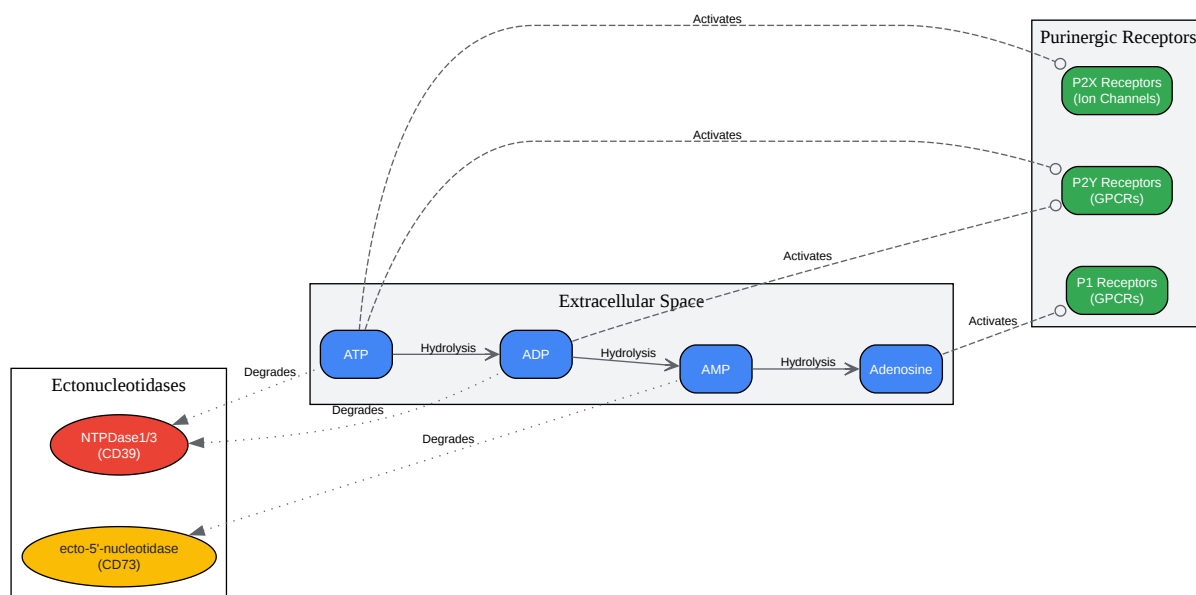 Activates
Purinergic Receptors
P2X Receptors
(Ion Channels)
Activates
P2Y Receptors
(GPCRs)
Activates
P1 Receptors
(GPCRs)
Activates
Extracellular Space
ATP
Hydrolysis
ADP
Hydrolysis
AMP
Hydrolysis
Adenosine
Ectonucleotidases
Degrades
Degrades
Degrades
NTPDase1/3
(CD39)
ecto-5'-nucleotidase
(CD73)